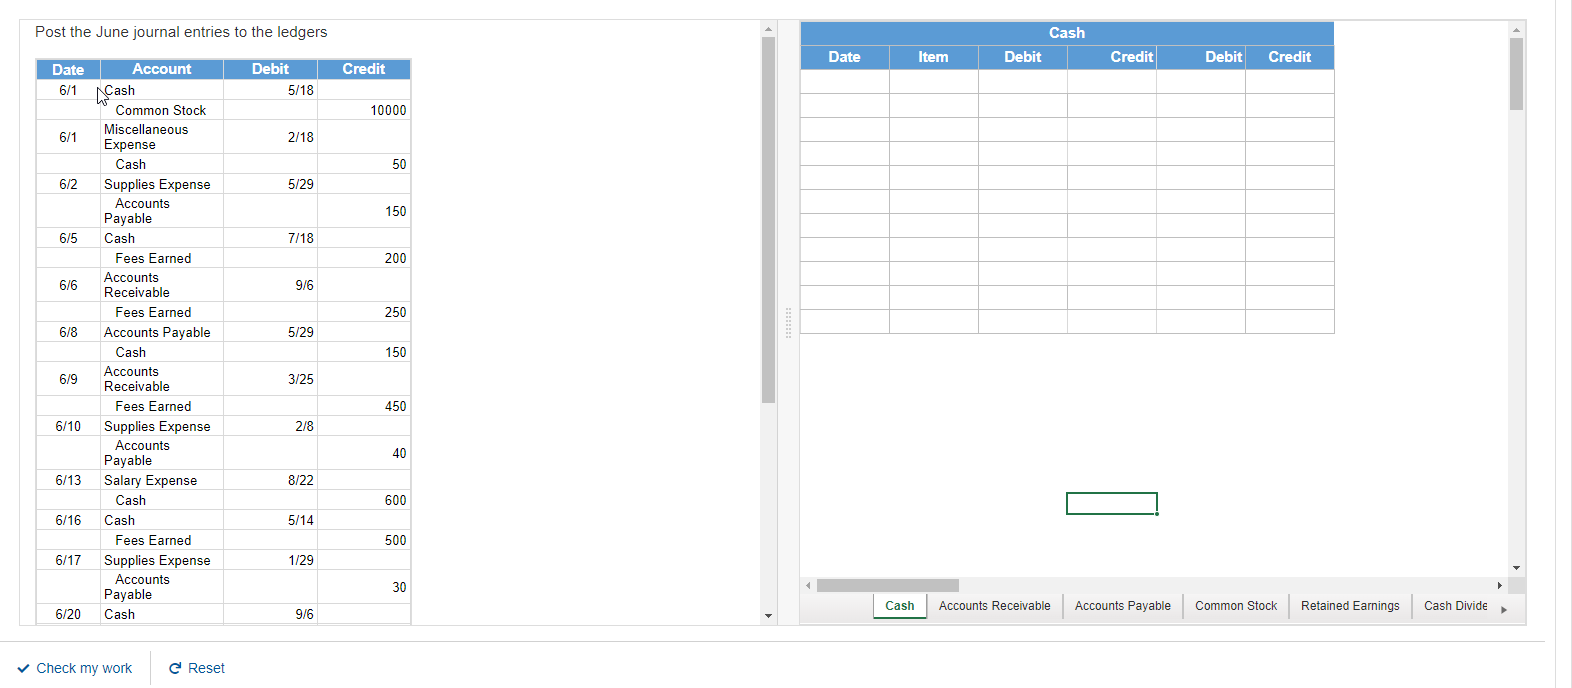 Post the June journal entries to the ledgers
Date Account Debit Credit
6/1 Cash 5/18
Common Stock 10000
6/1 Miscellaneous Expense 2/18
Cash 50
6/2 Supplies Expense 5/29
Accounts Payable 150
6/5 Cash 7/18
Fees Earned 200
6/6 Accounts Receivable 9/6
Fees Earned 250
6/8 Accounts Payable 5/29
Cash 150
6/9 Accounts Receivable 3/25
Fees Earned 450
6/10 Supplies Expense 2/8
Accounts Payable 40
6/13 Salary Expense 8/22
Cash 600
6/16 Cash 5/14
Fees Earned 500
6/17 Supplies Expense 1/29
Accounts Payable 30
6/20 Cash 9/6
Cash
Date Item Debit Credit Debit Credit
Cash Accounts Receivable Accounts Payable Common Stock Retained Earnings Cash Divide
Check my work Reset